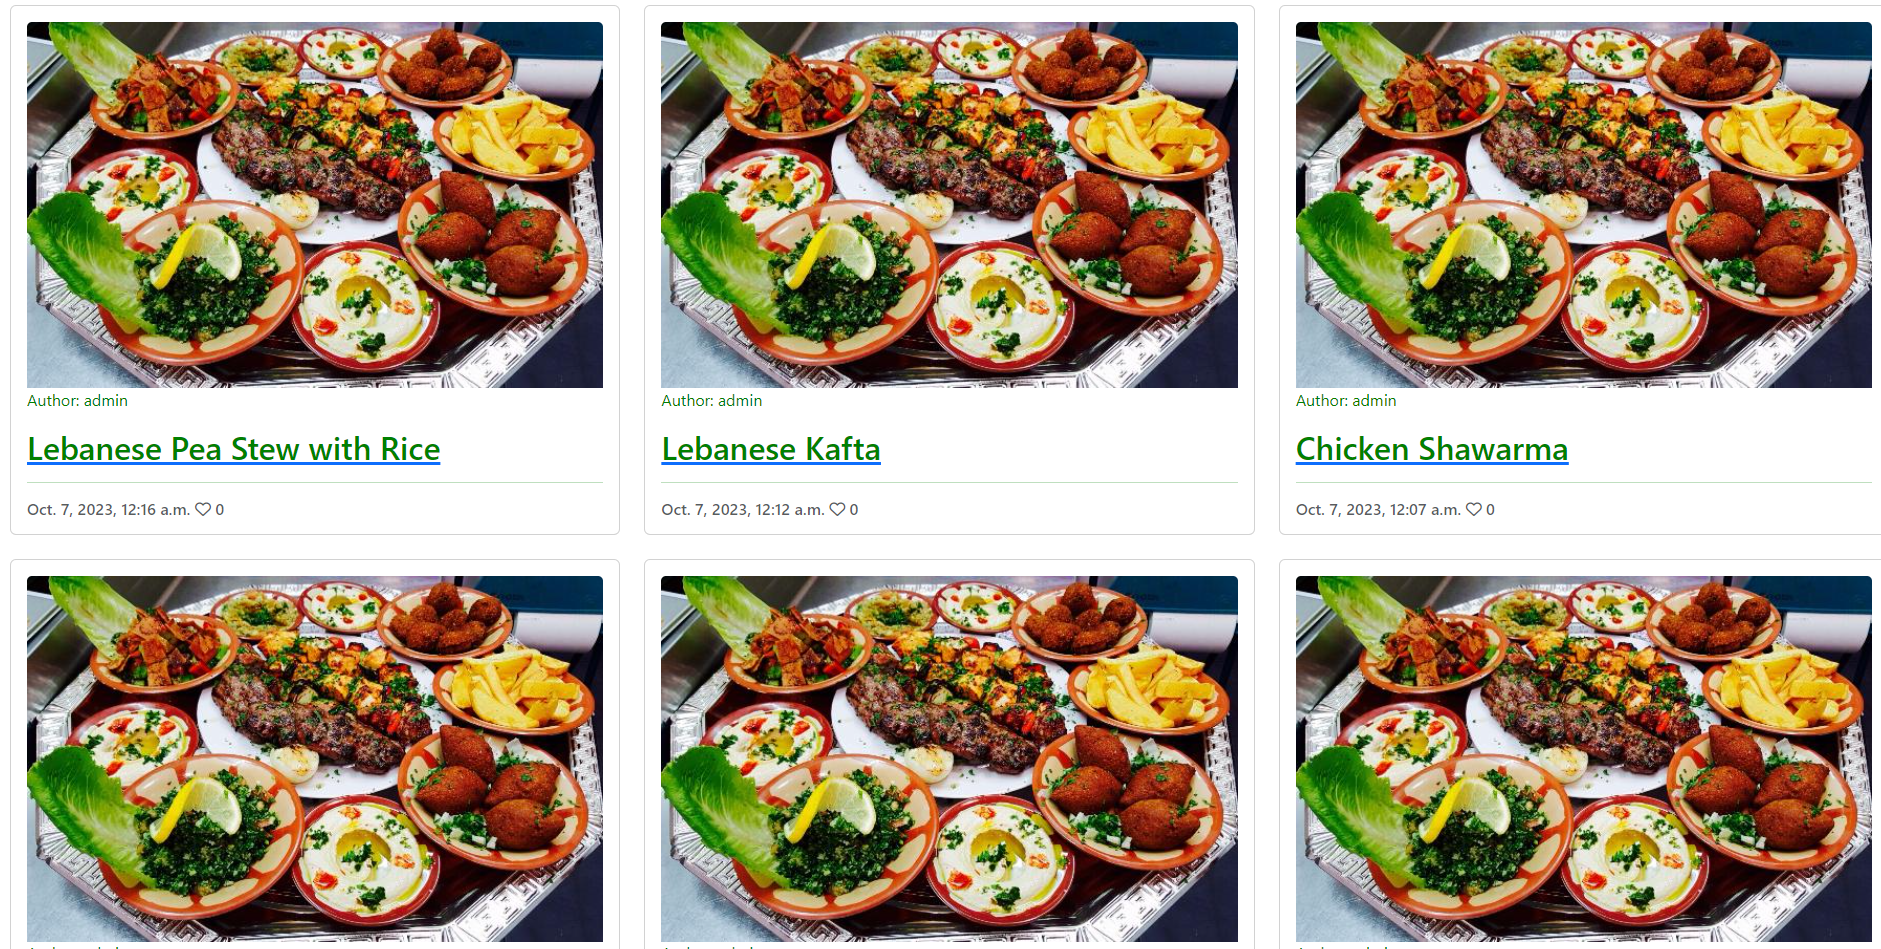 Author: admin
Lebanese Pea Stew with Rice
Oct. 7, 2023, 12:16 a.m. 0
Author: admin
Lebanese Kafta
Oct. 7, 2023, 12:12 a.m. 0
Author: admin
Chicken Shawarma
Oct. 7, 2023, 12:07 a.m. 0